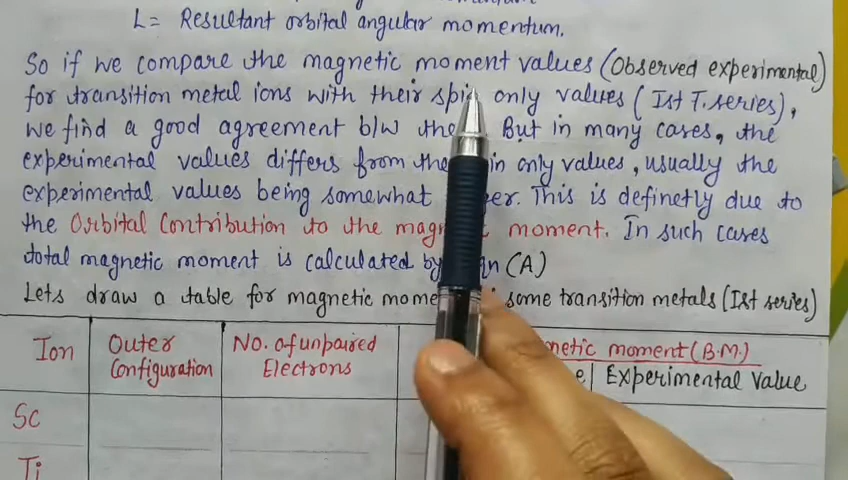 L = Resultant orbital angular momentum.
So if we compare the magnetic moment values (Observed experimental)
for transition metal ions with their spin only values (Ist T. series),
we find a good agreement b/w the But in many cases, the
experimental values differs from the in only values, usually the
experimental values being somewhat er. This is definetly due to
the Orbital Contribution to the mag moment. In such cases
total magnetic moment is calculated by qn (A)
Lets draw a table for magnetic mome some transition metals (Ist series)
Ion Outer Configuration No. of unpaired Electrons netic moment (B.M.)
Experimental Value
Sc
Ti